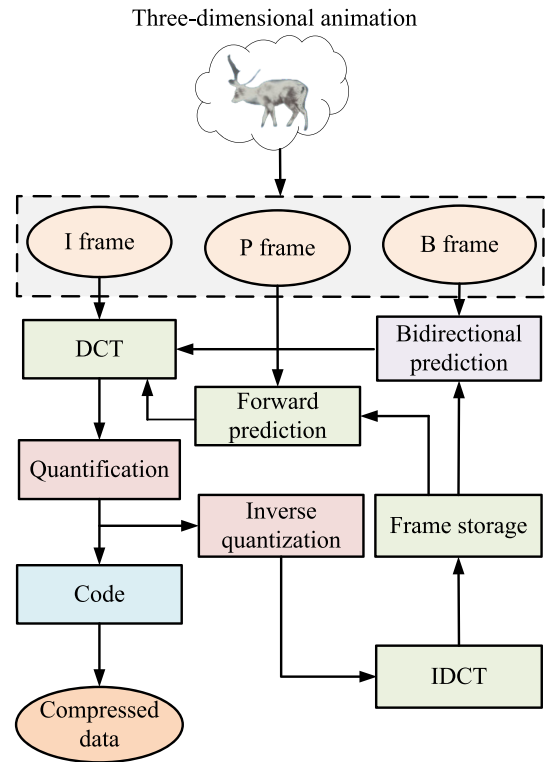 Three-dimensional animation
I frame
P frame
B frame
DCT
Bidirectional
prediction
Forward
prediction
Quantification
Inverse
quantization
Frame storage
Code
IDCT
Compressed
data